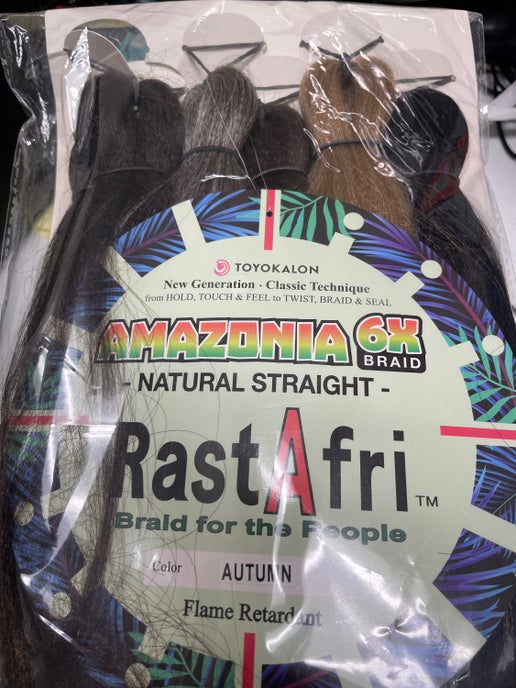 TOYOKALON
New Generation · Classic Technique
from HOLD, TOUCH & FEEL to TWIST, BRAID & SEAL
AMAZONIA 6X
BRAID
- NATURAL STRAIGHT -
RastAfri™
Braid for the People
Color AUTUMN
Flame Retardant